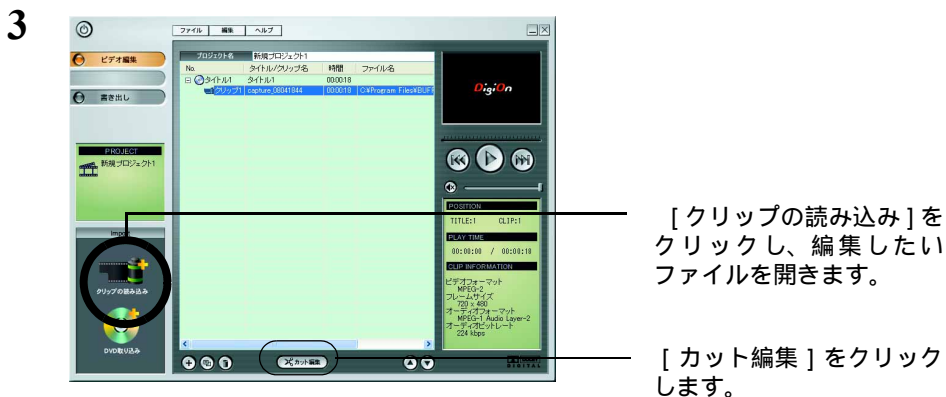 3
ファイル 編集 ヘルプ
ビデオ編集
書き出し
プロジェクト名 新規プロジェクト1
No. タイトル/クリップ名 時間 ファイル名
タイトル1 タイトル1 00:00:18
クリップ1 capture_08041844 00:00:18 C:¥Program Files¥BUFF
DigiOn
PROJECT
新規プロジェクト1
import
クリップの読み込み
DVD取り込み
カット編集
POSITION
TITLE:1 CLIP:1
PLAY TIME
00:00:00 / 00:00:18
CLIP INFORMATION
ビデオフォーマット
MPEG-2
フレームサイズ
720 x 480
オーディオフォーマット
MPEG-1 Audio Layer-2
オーディオビットレート
224 kbps
DIGITAL
[クリップの読み込み]を
クリックし、編集したい
ファイルを開きます。
[カット編集]をクリック
します。